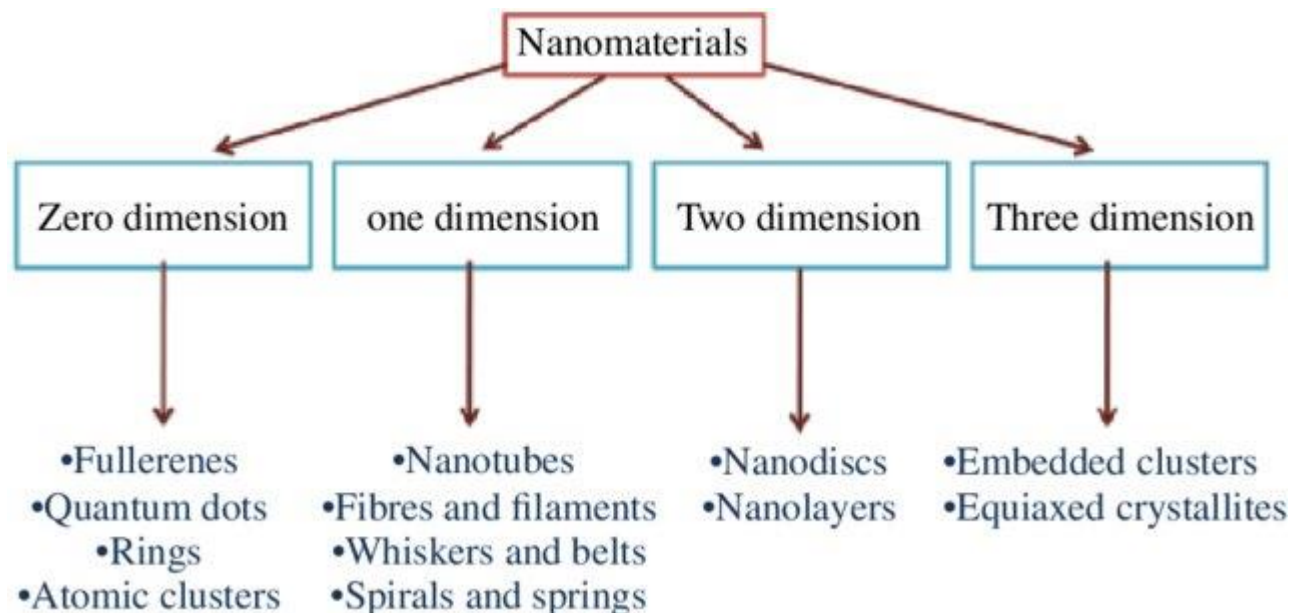 Nanomaterials
Zero dimension
one dimension
Two dimension
Three dimension
•Fullerenes
•Quantum dots
•Rings
•Atomic clusters
•Nanotubes
•Fibres and filaments
•Whiskers and belts
•Spirals and springs
•Nanodiscs
•Nanolayers
•Embedded clusters
•Equiaxed crystallites